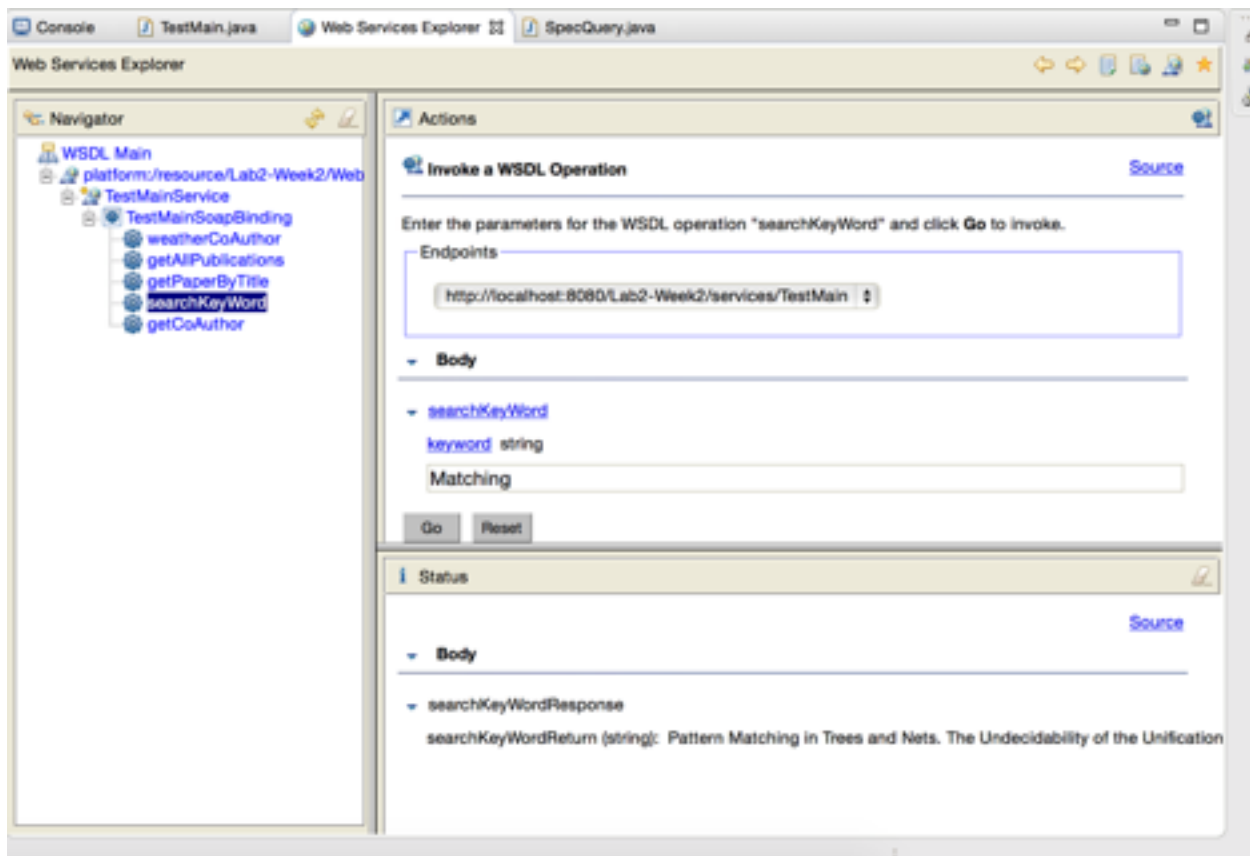 Console TestMain.java Web Services Explorer SpecQuery.java
Web Services Explorer
Navigator
WSDL Main
platform:/resource/Lab2-Week2/Web
TestMainService
TestMainSoapBinding
weatherCoAuthor
getAllPublications
getPaperByTitle
searchKeyWord
getCoAuthor
Actions
Invoke a WSDL Operation Source
Enter the parameters for the WSDL operation "searchKeyWord" and click Go to invoke.
Endpoints
http://localhost:8080/Lab2-Week2/services/TestMain
Body
searchKeyWord
keyword string
Matching
Go Reset
i Status
Source
Body
searchKeyWordResponse
searchKeyWordReturn (string): Pattern Matching in Trees and Nets. The Undecidability of the Unification